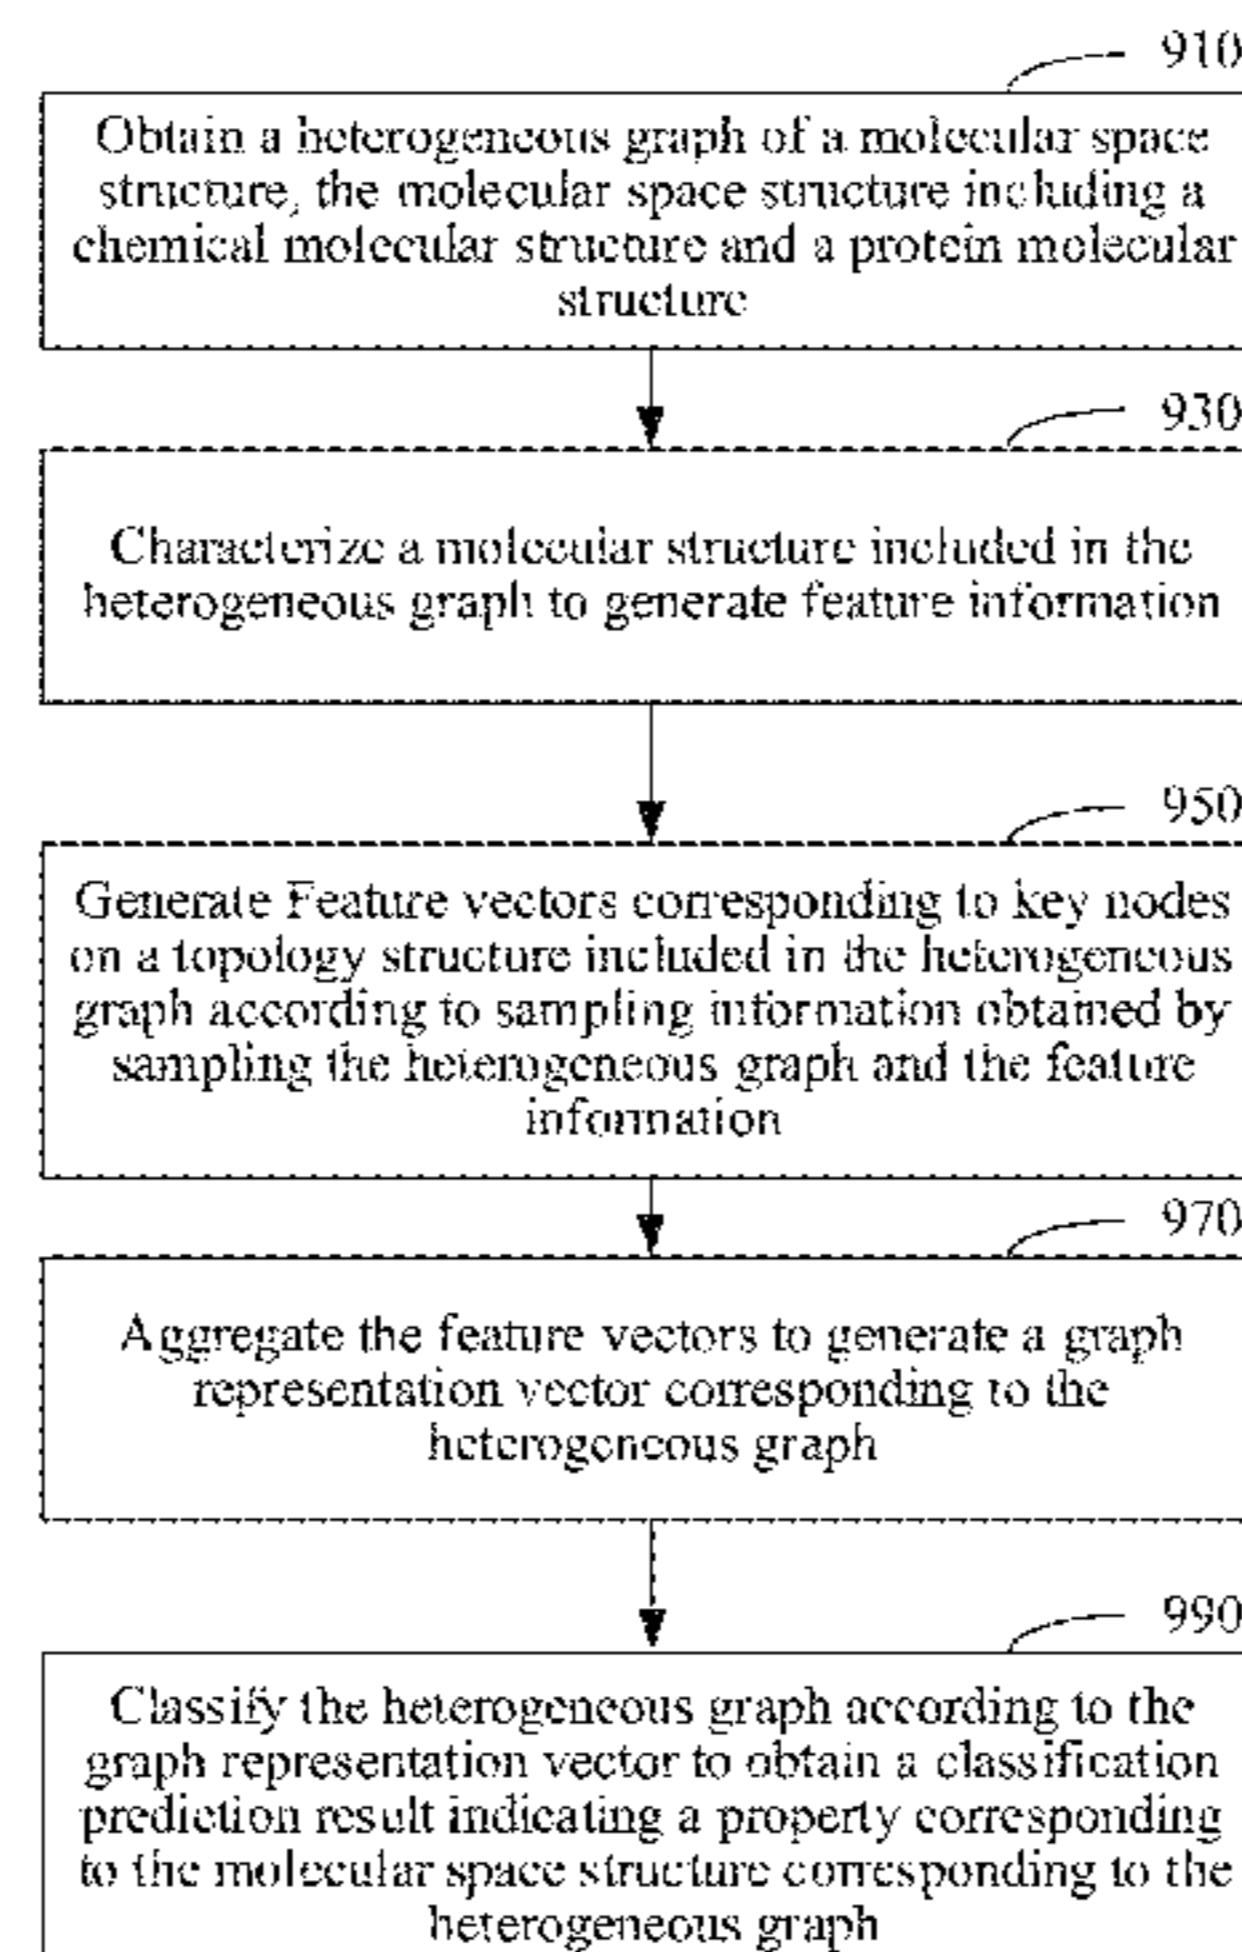 910
Obtain a heterogeneous graph of a molecular space
structure, the molecular space structure including a
chemical molecular structure and a protein molecular
structure
930
Characterize a molecular structure included in the
heterogeneous graph to generate feature information
950
Generate Feature vectors corresponding to key nodes
on a topology structure included in the heterogeneous
graph according to sampling information obtained by
sampling the heterogeneous graph and the feature
information
970
Aggregate the feature vectors to generate a graph
representation vector corresponding to the
heterogeneous graph
990
Classify the heterogeneous graph according to the
graph representation vector to obtain a classification
prediction result indicating a property corresponding
to the molecular space structure corresponding to the
heterogeneous graph